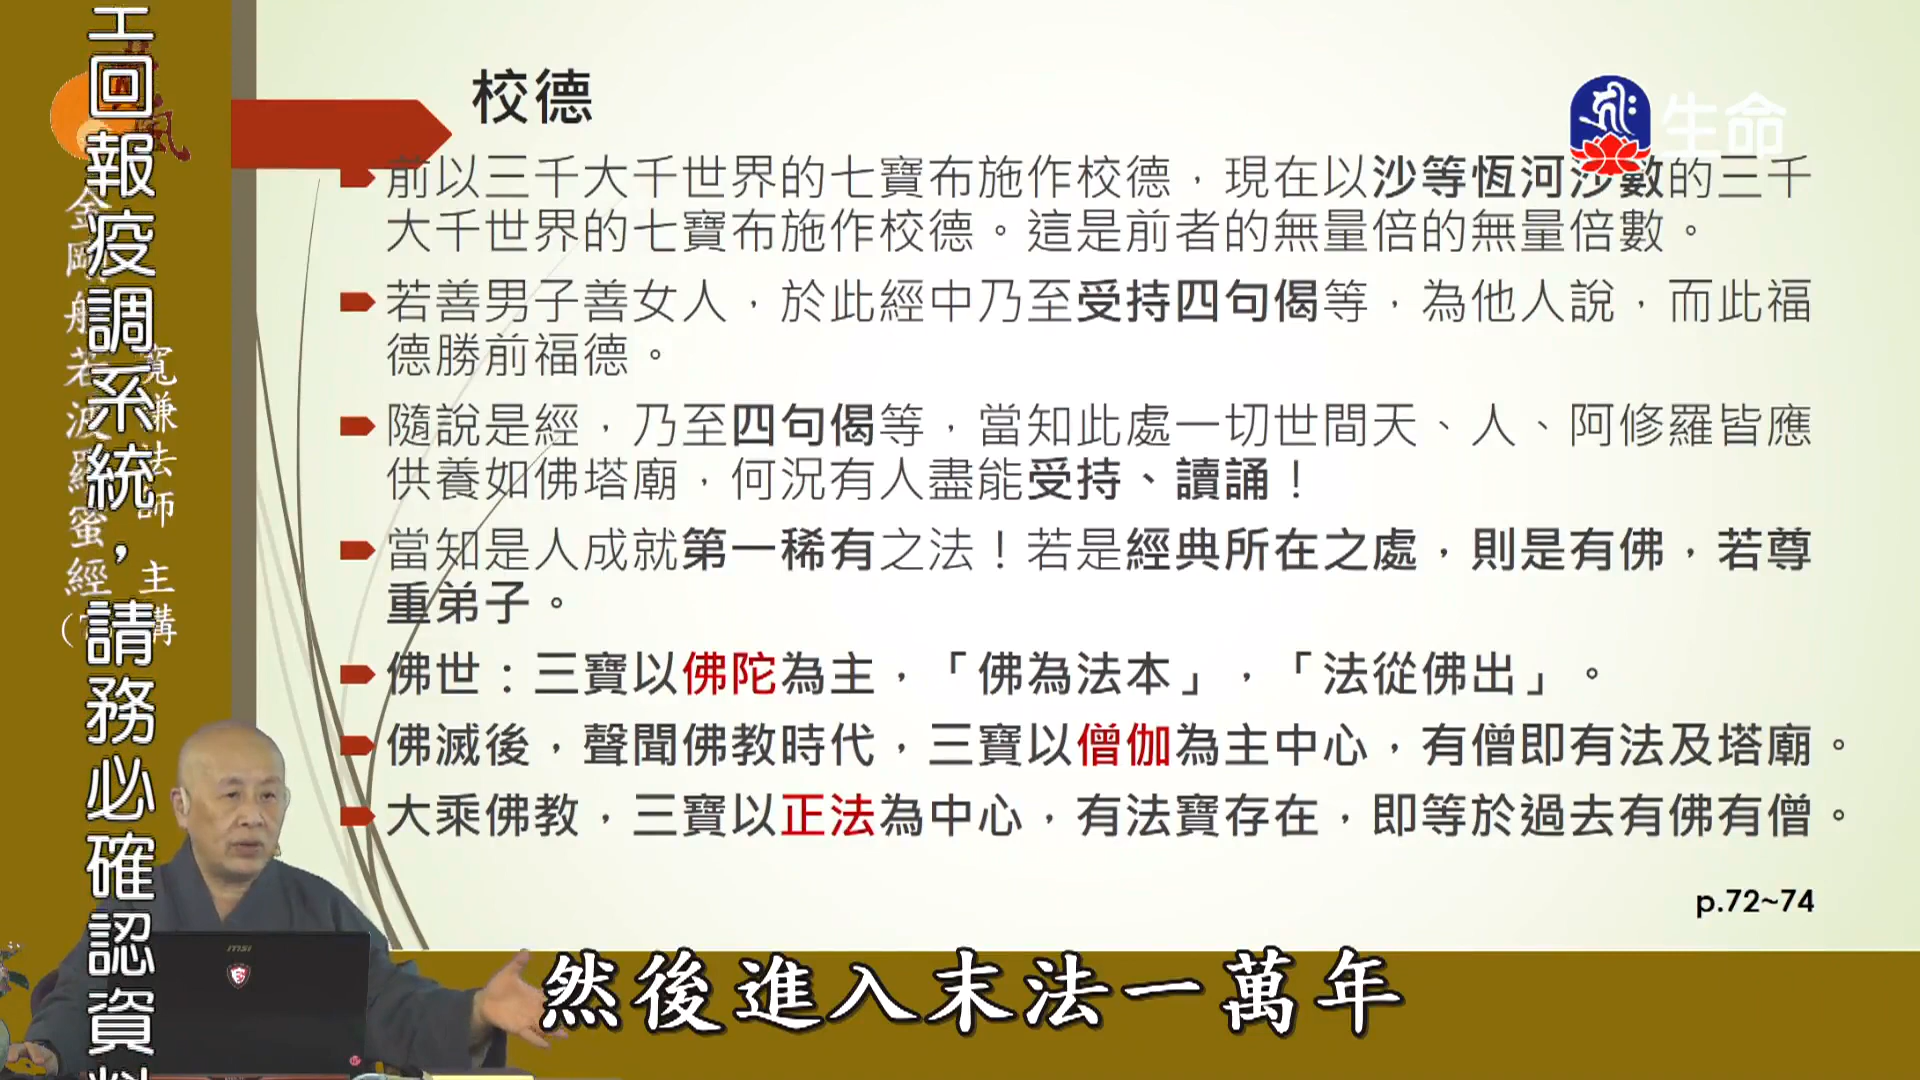 校德
生命
前以三千大千世界的七寶布施作校德，現在以沙等恆河沙數的三千
大千世界的七寶布施作校德。這是前者的無量倍的無量倍數。
若善男子善女人，於此經中乃至受持四句偈等，為他人說，而此福
德勝前福德。
隨說是經，乃至四句偈等，當知此處一切世間天、人、阿修羅皆應
供養如佛塔廟，何況有人盡能受持、讀誦！
當知是人成就第一稀有之法！若是經典所在之處，則是有佛，若尊
重弟子。
佛世：三寶以佛陀為主，「佛為法本」，「法從佛出」。
佛滅後，聲聞佛教時代，三寶以僧伽為主中心，有僧即有法及塔廟。
大乘佛教，三寶以正法為中心，有法寶存在，即等於過去有佛有僧。
p.72~74
回報疫調系統，請務必確認資料
金剛般若波羅蜜經
寬謙法師 主講
msi
然後進入末法一萬年